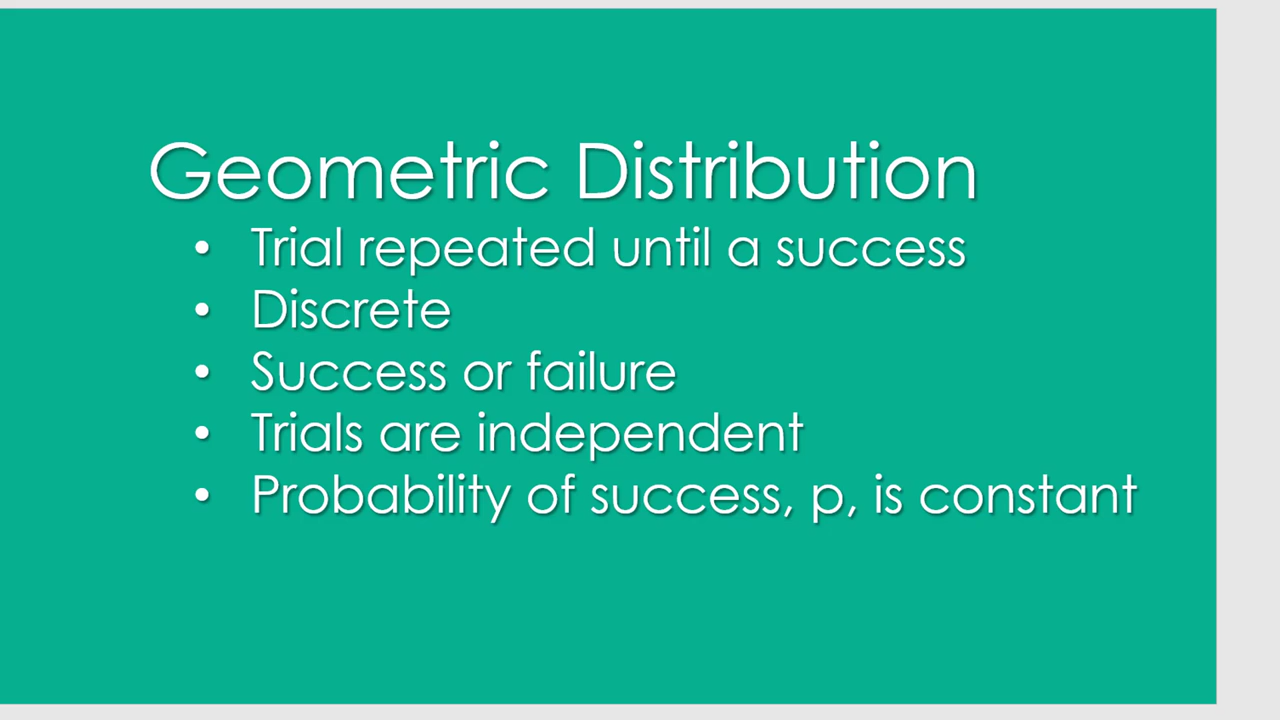 Geometric Distribution
• Trial repeated until a success
• Discrete
• Success or failure
• Trials are independent
• Probability of success, p, is constant